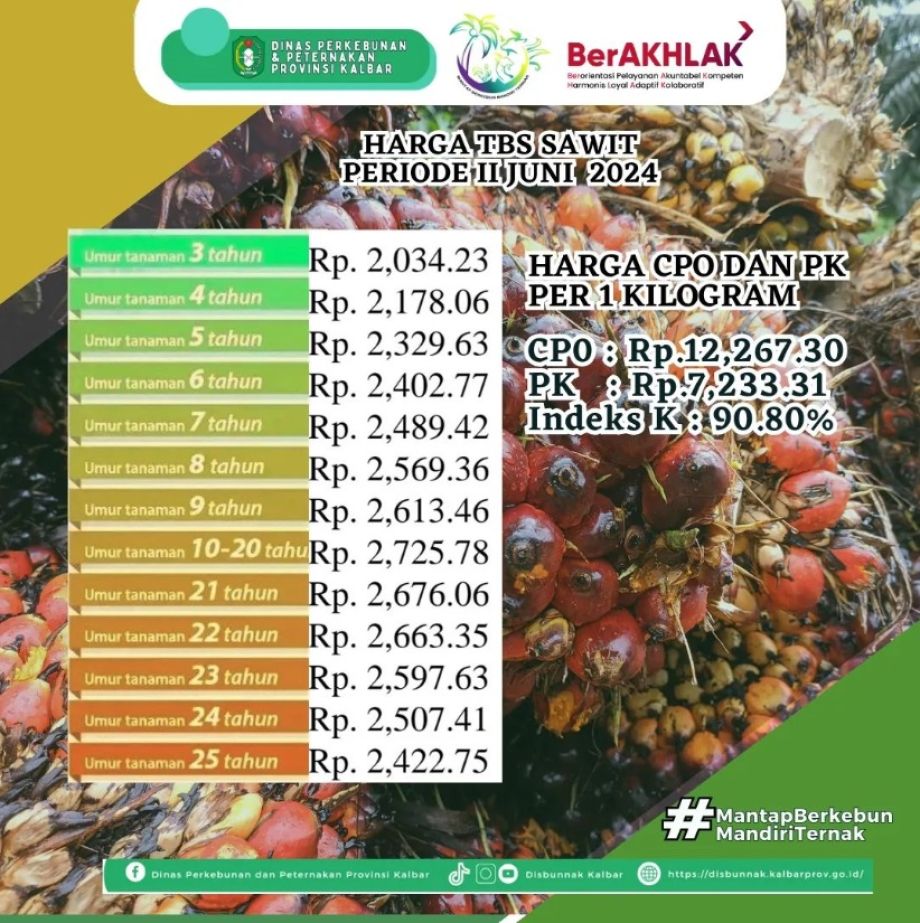 DINAS PERKEBUNAN
& PETERNAKAN
PROVINSI KALBAR
BerAKHLAK
Berorientasi Pelayanan Akuntabel Kompeten
Harmonis Loyal Adaptif Kolaboratif
HARGA TBS SAWIT
PERIODE II JUNI 2024
Umur tanaman 3 tahun Rp. 2,034.23
Umur tanaman 4 tahun Rp. 2,178.06
Umur tanaman 5 tahun Rp. 2,329.63
Umur tanaman 6 tahun Rp. 2,402.77
Umur tanaman 7 tahun Rp. 2,489.42
Umur tanaman 8 tahun Rp. 2,569.36
Umur tanaman 9 tahun Rp. 2,613.46
Umur tanaman 10-20 tahu Rp. 2,725.78
Umur tanaman 21 tahun Rp. 2,676.06
Umur tanaman 22 tahun Rp. 2,663.35
Umur tanaman 23 tahun Rp. 2,597.63
Umur tanaman 24 tahun Rp. 2,507.41
Umur tanaman 25 tahun Rp. 2,422.75
HARGA CPO DAN PK
PER 1 KILOGRAM
CPO : Rp.12,267.30
PK : Rp.7,233.31
Indeks K : 90.80%
#MantapBerkebun
MandiriTernak
Dinas Perkebunan dan Peternakan Provinsi Kalbar
Disbunnak Kalbar
https://disbunnak.kalbarprov.go.id/